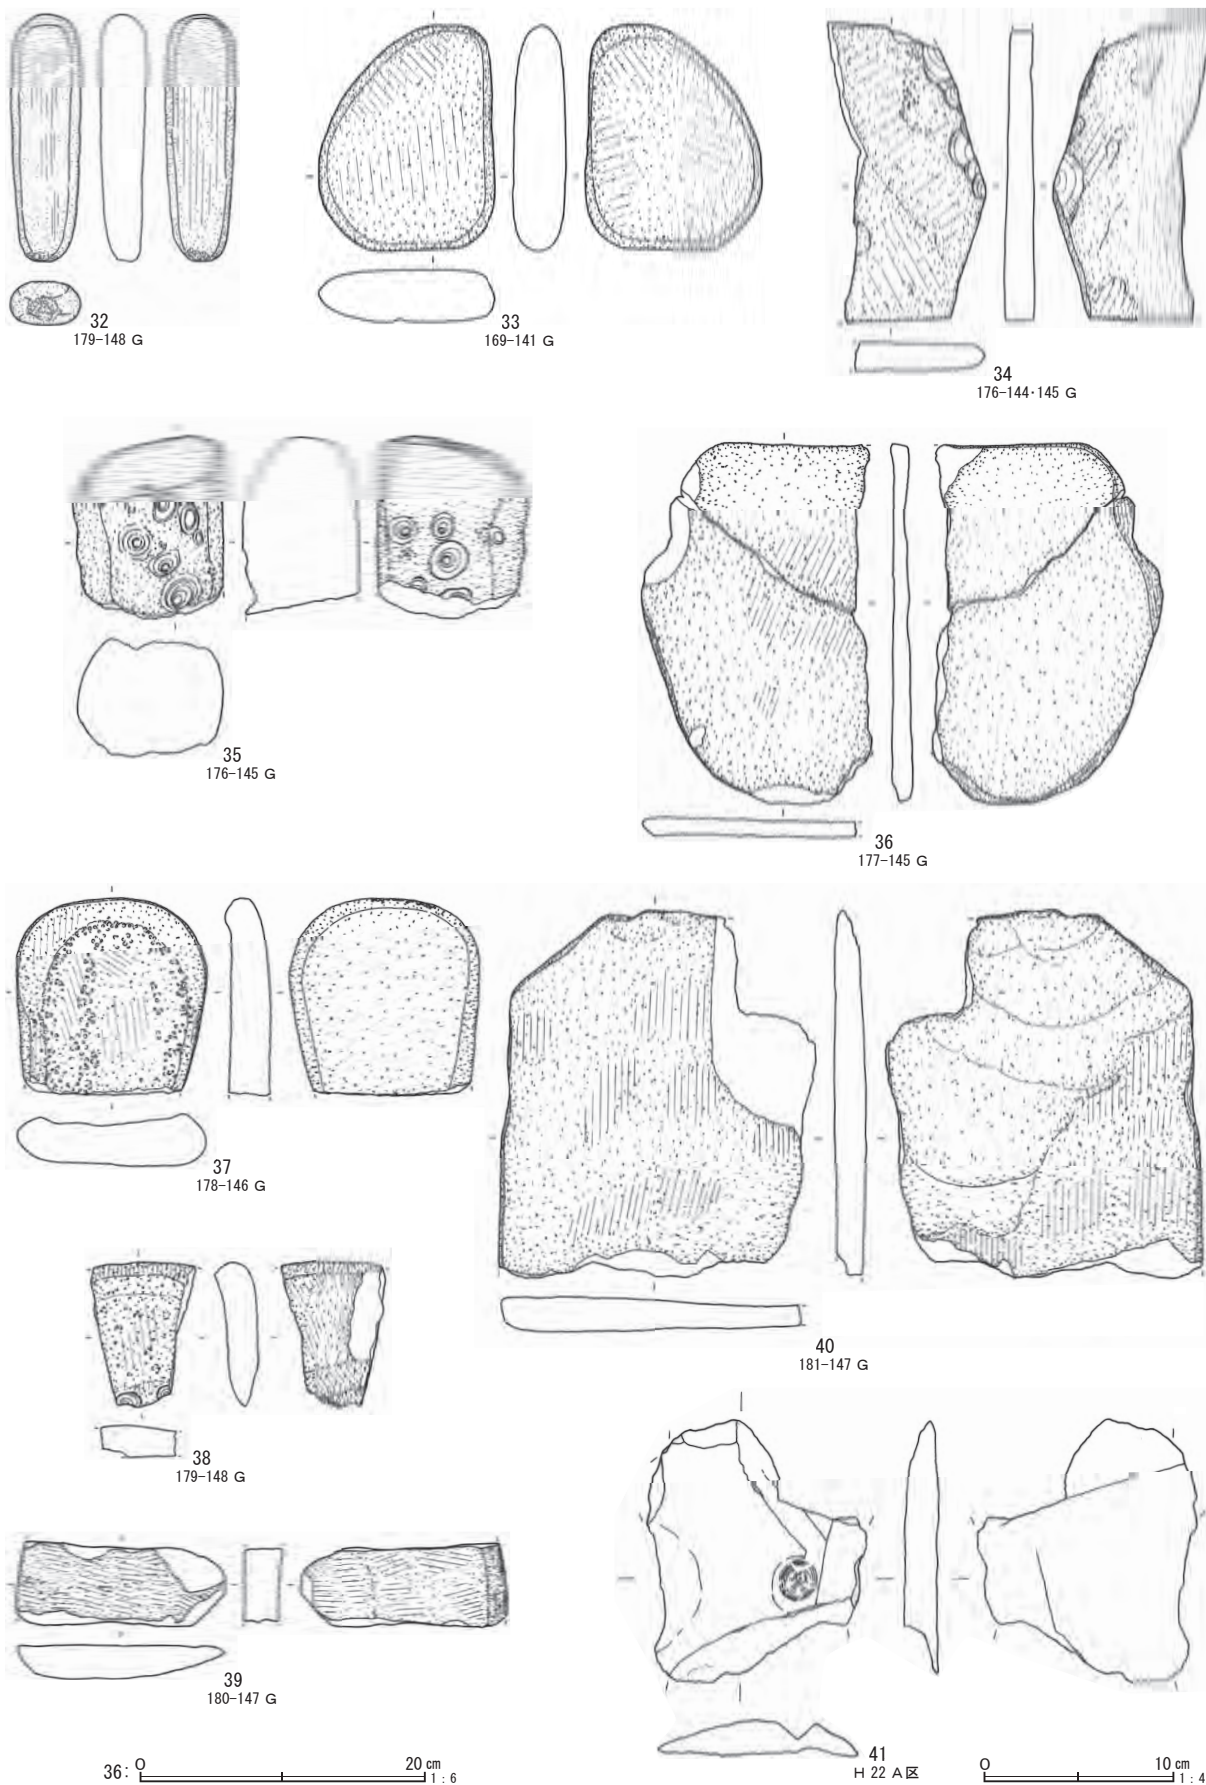 32
179-148 G
33
169-141 G
34
176-144・145 G
35
176-145 G
36
177-145 G
37
178-146 G
38
179-148 G
40
181-147 G
39
180-147 G
41
H 22 A区
36: 0 20 cm
1:6
0 10 cm
1:4